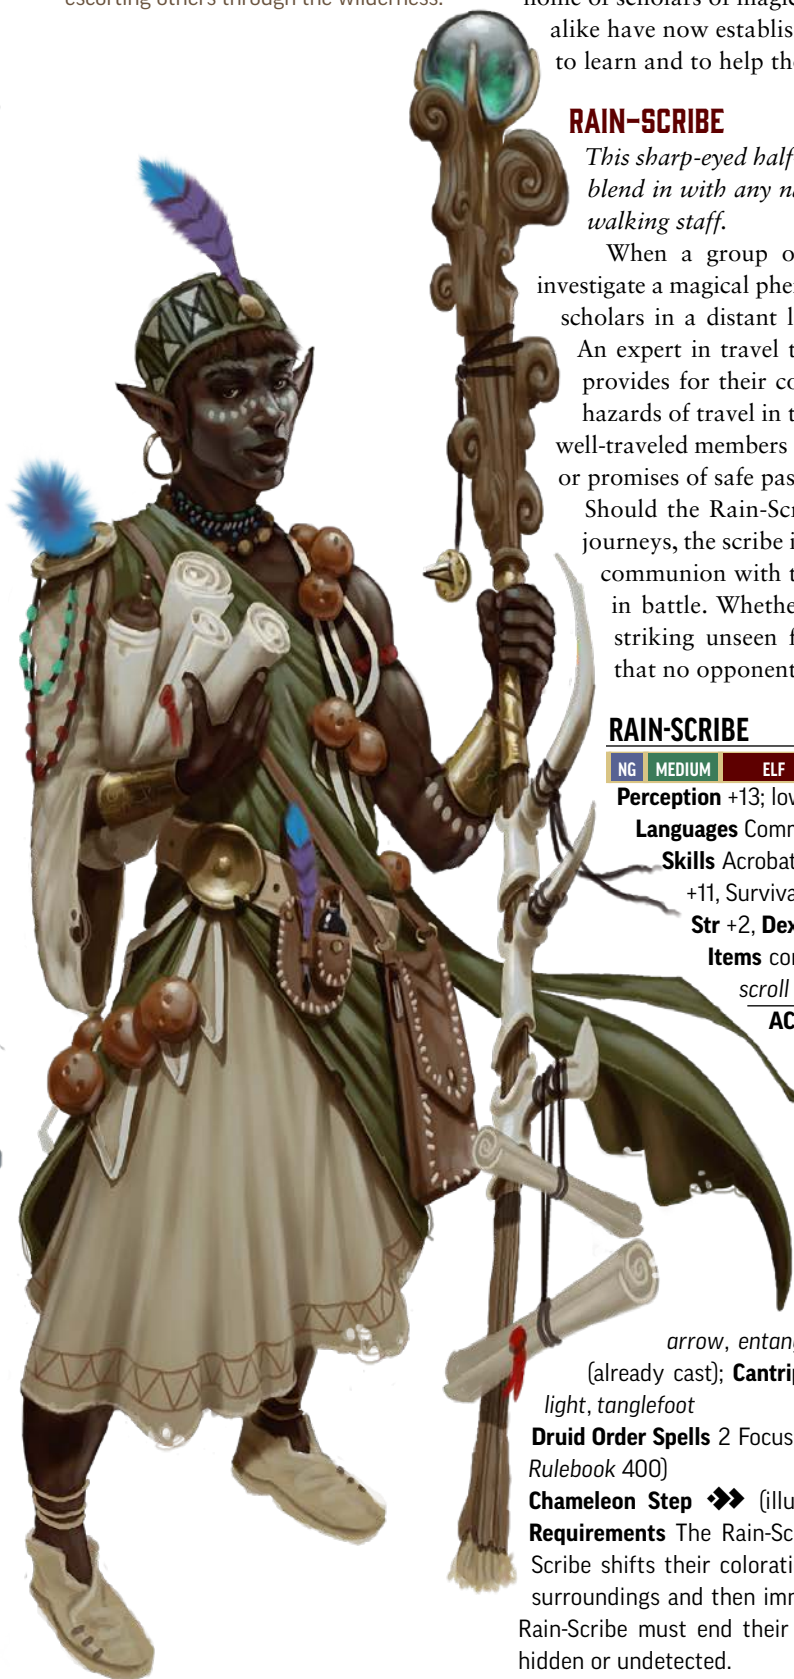 escorting others through the wilderness.
home of scholars of magic
alike have now establis
to learn and to help the
RAIN-SCRIBE
This sharp-eyed half
blend in with any na
walking staff.
When a group o
investigate a magical phe
scholars in a distant l
An expert in travel t
provides for their co
hazards of travel in t
well-traveled members
or promises of safe pas
Should the Rain-Scr
journeys, the scribe i
communion with t
in battle. Whethe
striking unseen f
that no opponent
RAIN-SCRIBE
NG MEDIUM ELF
Perception +13; lov
Languages Comm
Skills Acrobat
+11, Surviva
Str +2, Dex
Items cor
scroll
AC
arrow, entang
(already cast); Cantrip
light, tanglefoot
Druid Order Spells 2 Focus
Rulebook 400)
Chameleon Step (illu
Requirements The Rain-Sc
Scribe shifts their colorati
surroundings and then imn
Rain-Scribe must end their
hidden or undetected.